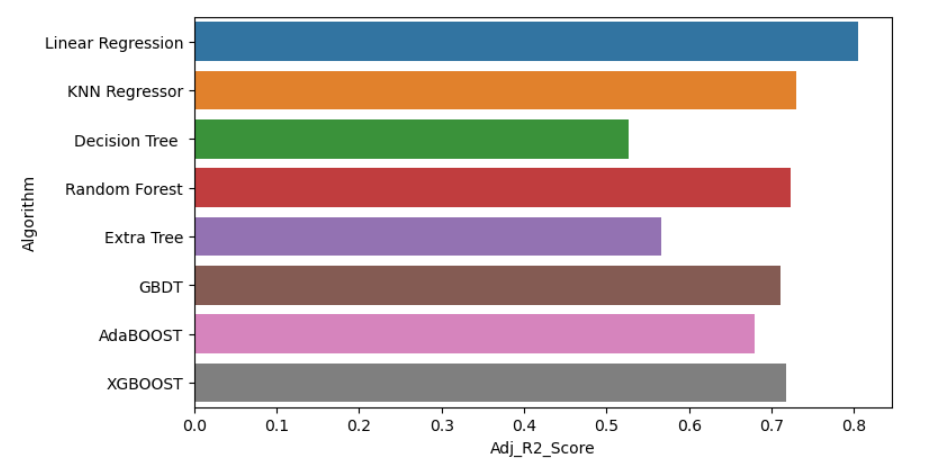 Linear Regression
KNN Regressor
Decision Tree
Random Forest
Extra Tree
GBDT
AdaBOOST
XGBOOST
Algorithm
0.0 0.1 0.2 0.3 0.4 0.5 0.6 0.7 0.8
Adj_R2_Score